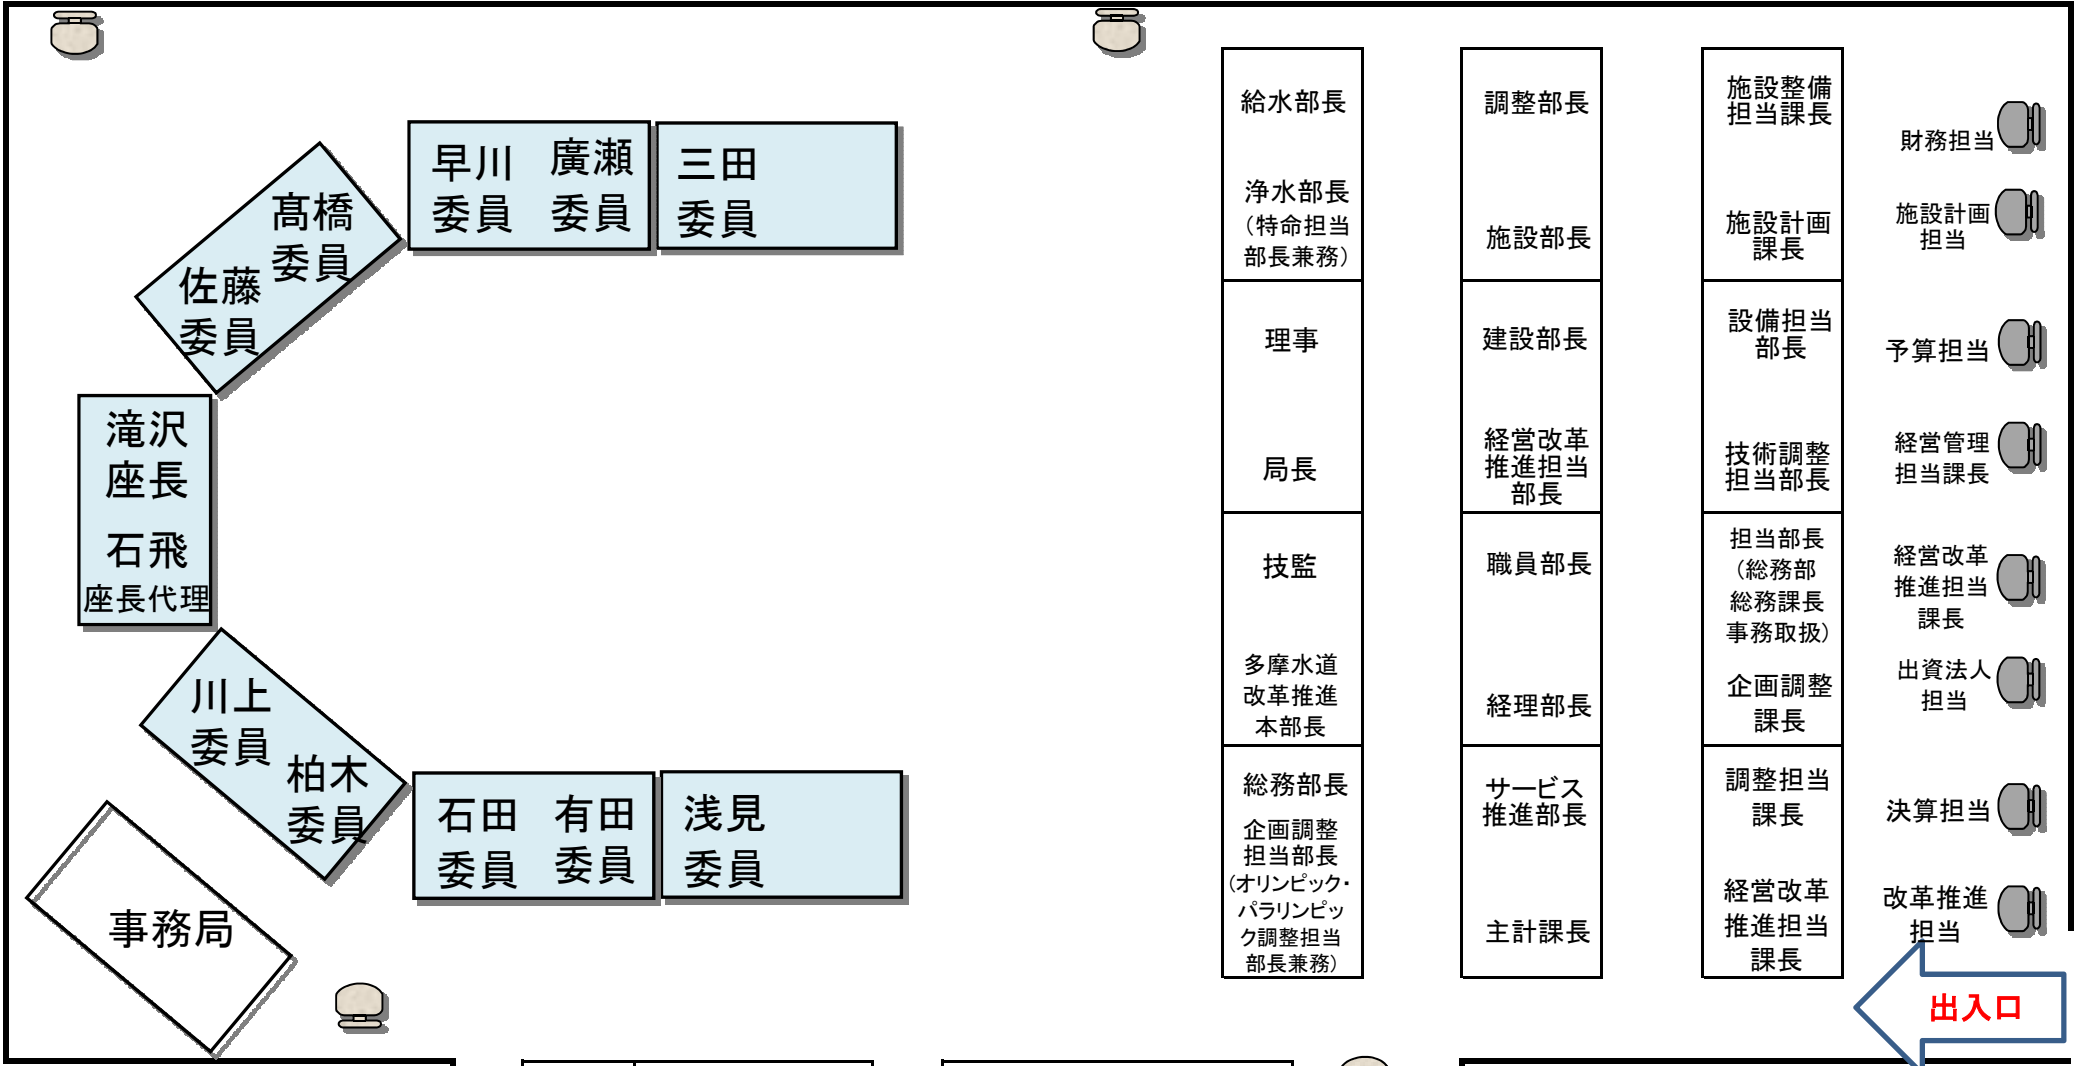 早川
委員
廣瀬
委員
三田
委員
髙橋
委員
佐藤
委員
滝沢
座長
石飛
座長代理
川上
委員
柏木
委員
石田
委員
有田
委員
浅見
委員
事務局
給水部長
浄水部長
（特命担当
部長兼務）
理事
局長
技監
多摩水道
改革推進
本部長
総務部長
企画調整
担当部長
(オリンピック・
パラリンピッ
ク調整担当
部長兼務）
調整部長
施設部長
建設部長
経営改革
推進担当
部長
職員部長
経理部長
サービス
推進部長
主計課長
施設整備
担当課長
施設計画
課長
設備担当
部長
技術調整
担当部長
担当部長
（総務部
総務課長
事務取扱）
企画調整
課長
調整担当
課長
経営改革
推進担当
課長
財務担当
施設計画
担当
予算担当
経営管理
担当課長
経営改革
推進担当
課長
出資法人
担当
決算担当
改革推進
担当
出入口